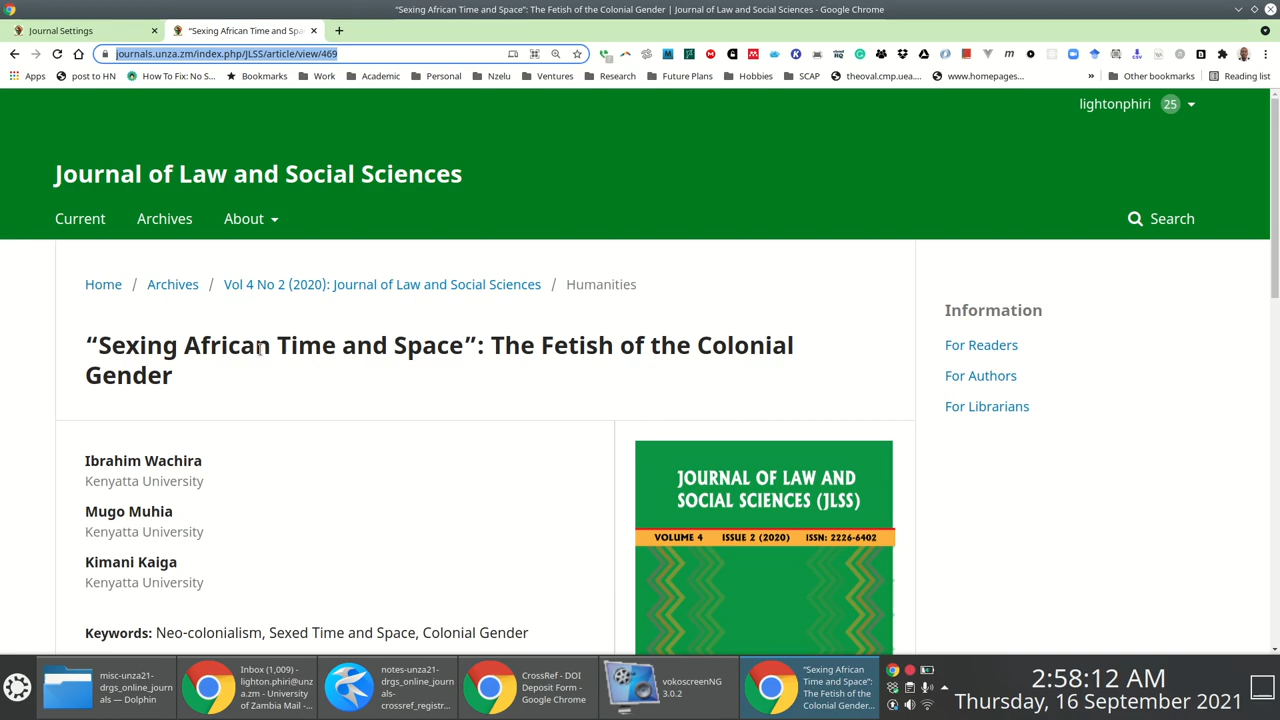 “Sexing African Time and Space”: The Fetish of the Colonial Gender | Journal of Law and Social Sciences - Google Chrome
Journal Settings
“Sexing African Time and Spa
journals.unza.zm/index.php/JLSS/article/view/469
Apps
post to HN
How To Fix: No S...
Bookmarks
Work
Academic
Personal
Nzelu
Ventures
Research
Future Plans
Hobbies
SCAP
theoval.cmp.uea....
www.homepages...
»
Other bookmarks
Reading list
lightonphiri 25
Journal of Law and Social Sciences
Current
Archives
About
Search
Home / Archives / Vol 4 No 2 (2020): Journal of Law and Social Sciences / Humanities
“Sexing African Time and Space”: The Fetish of the Colonial
Gender
Ibrahim Wachira
Kenyatta University
Mugo Muhia
Kenyatta University
Kimani Kaiga
Kenyatta University
Keywords: Neo-colonialism, Sexed Time and Space, Colonial Gender
JOURNAL OF LAW AND
SOCIAL SCIENCES (JLSS)
VOLUME 4 ISSUE 2 (2020) ISSN: 2226-6402
Information
For Readers
For Authors
For Librarians
misc-unza21-
drgs_online_journ
als — Dolphin
Inbox (1,009) -
lighton.phiri@unz
a.zm - University
of Zambia Mail -...
notes-unza21-
drgs_online_journ
als-
crossref_registr...
CrossRef - DOI
Deposit Form -
Google Chrome
vokoscreenNG
3.0.2
“Sexing African
Time and Space”:
The Fetish of the
Colonial Gender...
2:58:12 AM
Thursday, 16 September 2021